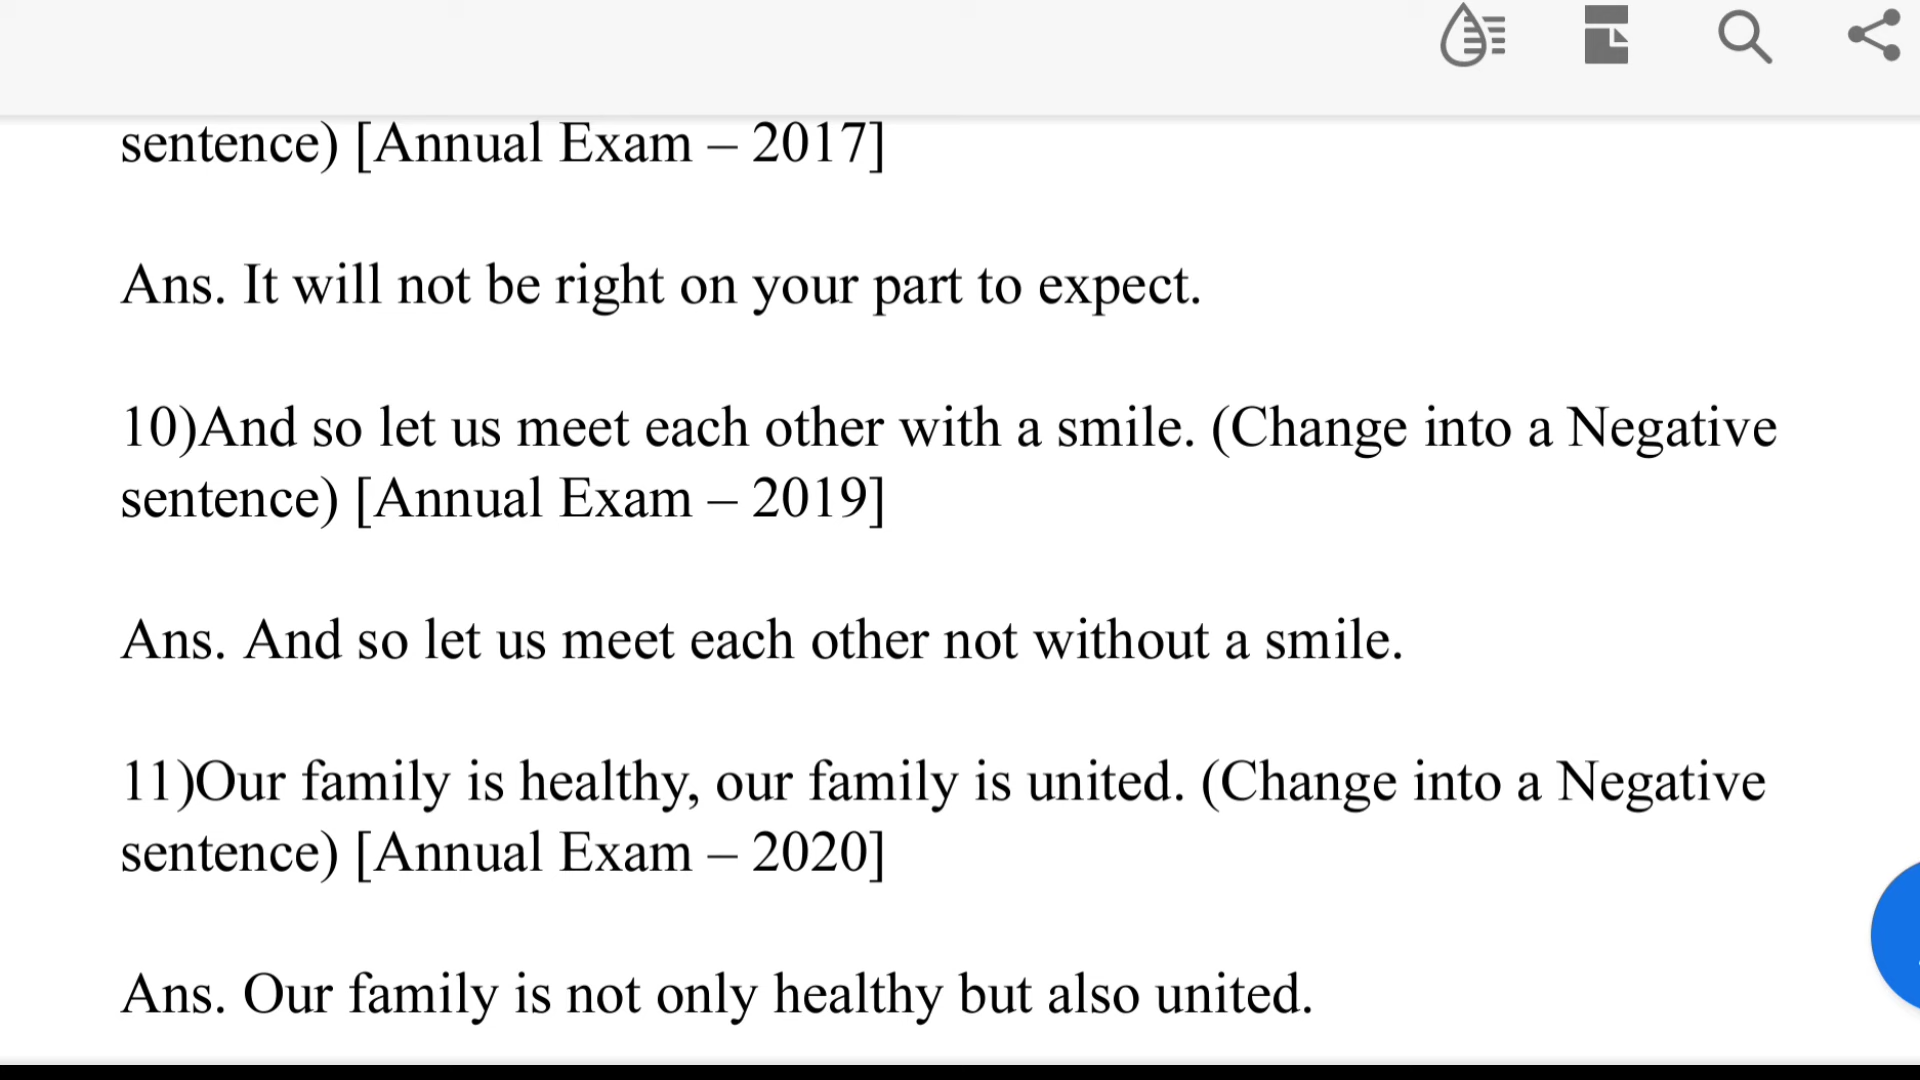 sentence) [Annual Exam – 2017]
Ans. It will not be right on your part to expect.
10)And so let us meet each other with a smile. (Change into a Negative
sentence) [Annual Exam – 2019]
Ans. And so let us meet each other not without a smile.
11)Our family is healthy, our family is united. (Change into a Negative
sentence) [Annual Exam – 2020]
Ans. Our family is not only healthy but also united.